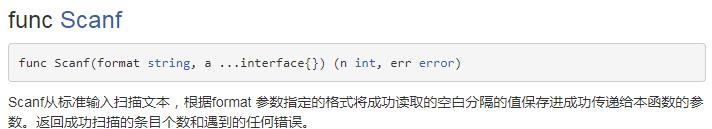 func Scanf
func Scanf(format string, a ...interface{}) (n int, err error)
Scanf从标准输入扫描文本，根据format 参数指定的格式将成功读取的空白分隔的值保存进成功传递给本函数的参
数。返回成功扫描的条目个数和遇到的任何错误。